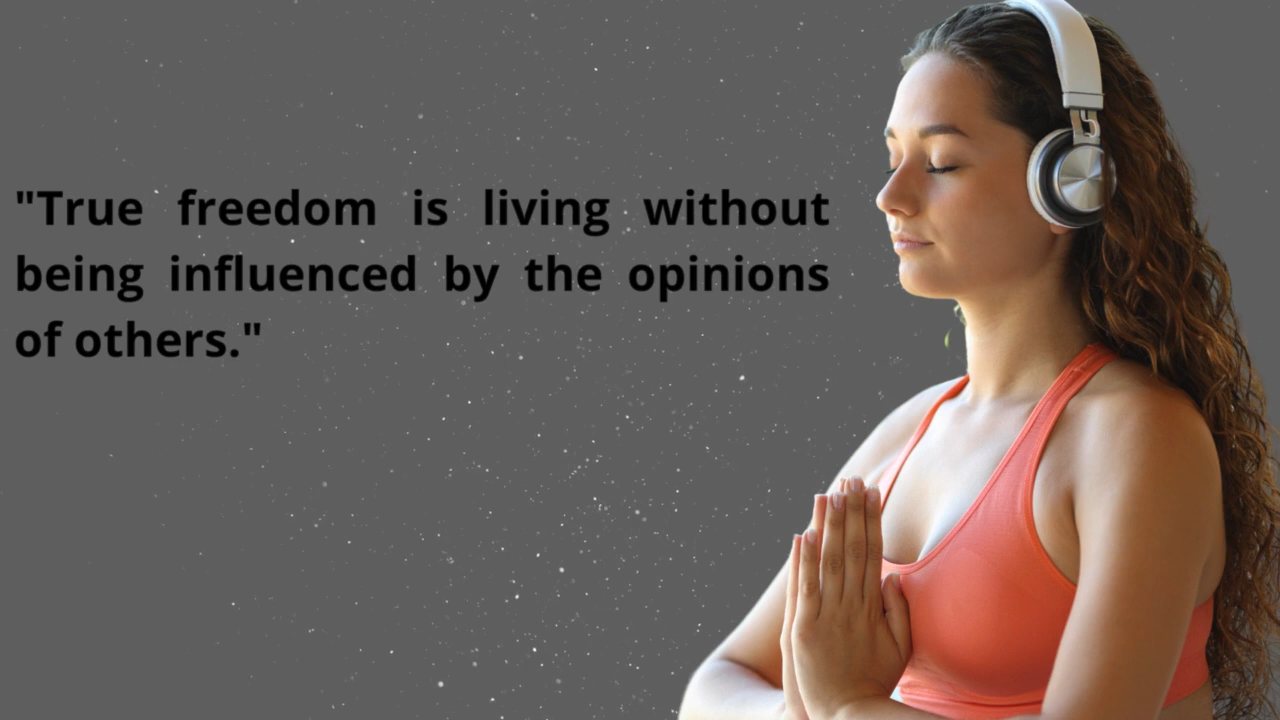 "True freedom is living without
being influenced by the opinions
of others."